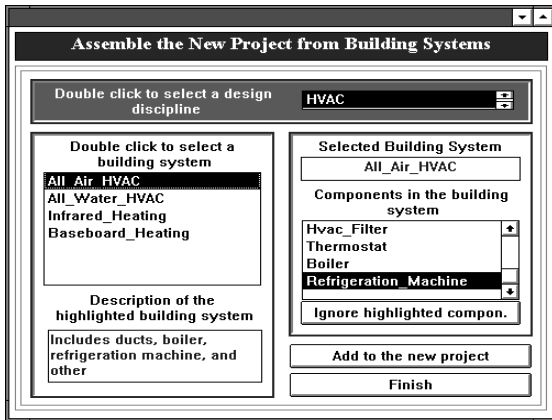 Assemble the New Project from Building Systems
Double click to select a design
discipline
HVAC
Double click to select a
building system
All_Air_HVAC
All_Water_HVAC
Infrared_Heating
Baseboard_Heating
Description of the
highlighted building system
Includes ducts, boiler,
refrigeration machine, and
other
Selected Building System
All_Air_HVAC
Components in the building
system
Hvac_Filter
Thermostat
Boiler
Refrigeration_Machine
Ignore highlighted compon.
Add to the new project
Finish